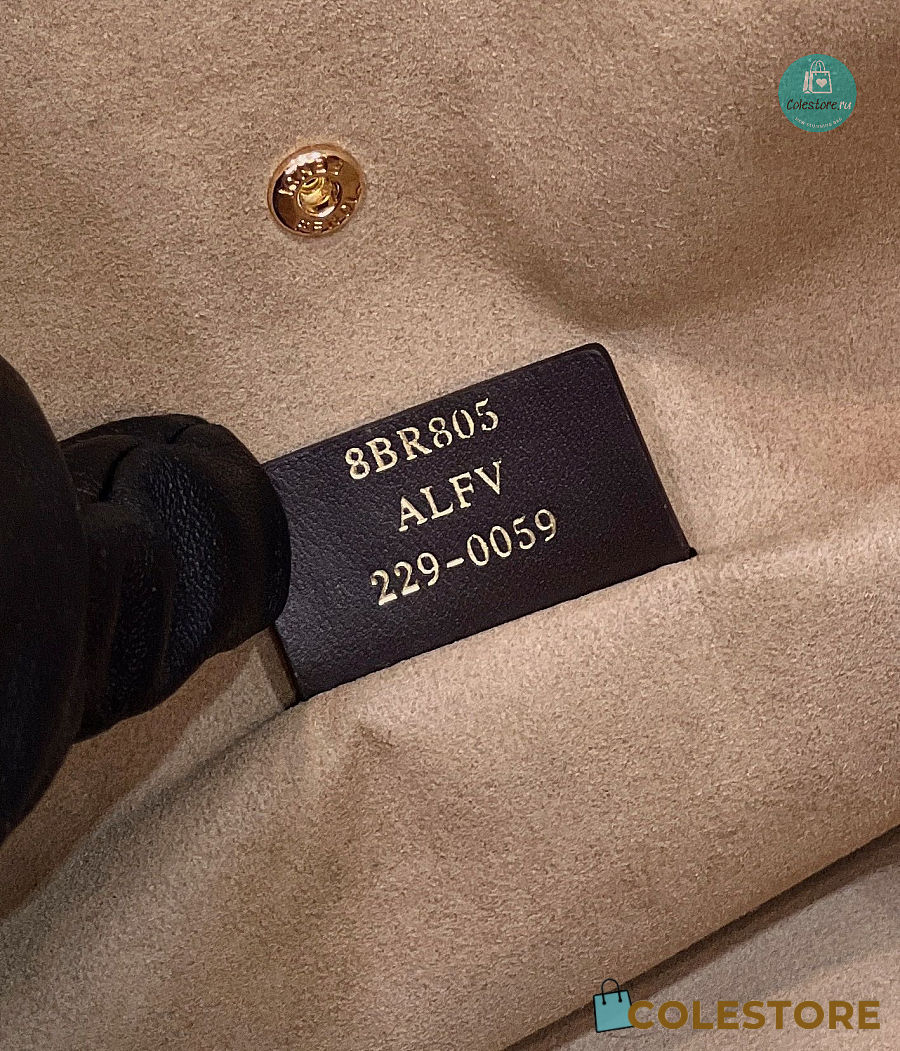 Colestore.ru
8BR805
ALFV
229-0059
COLESTORE